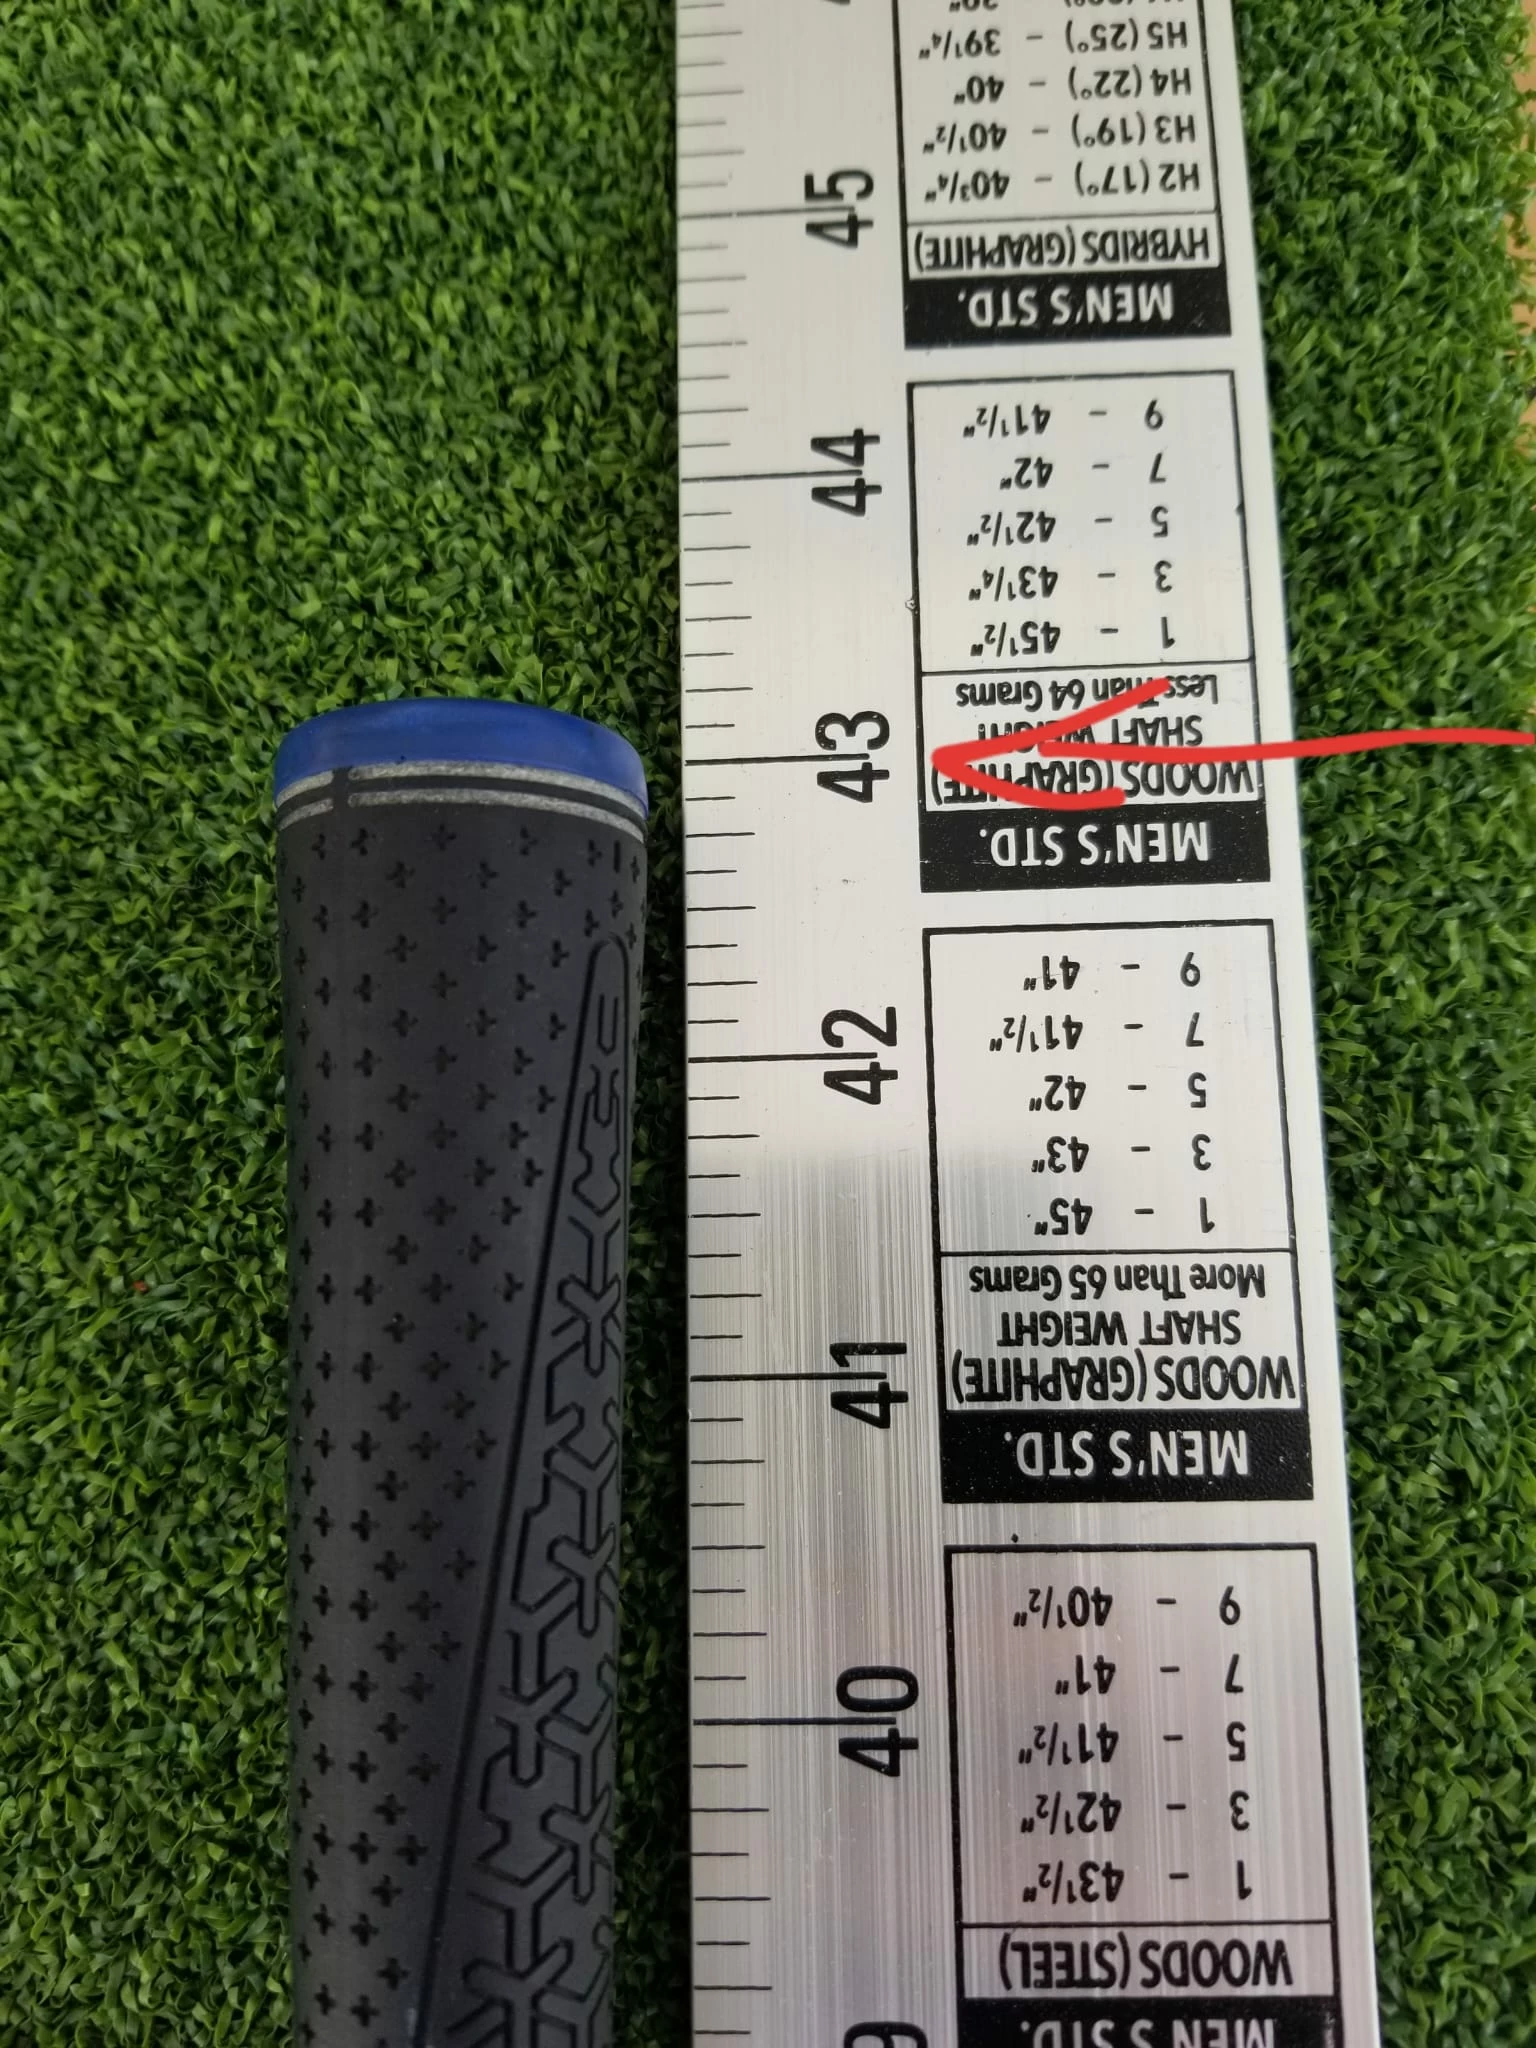 45
44
43
42
41
40
MEN'S STD.
WOODS (STEEL)
1 - 43½"
3 - 42½"
5 - 41½"
7 - 41"
9 - 40½"
MEN'S STD.
WOODS (GRAPHITE)
SHAFT WEIGHT
More Than 65 Grams
1 - 45"
3 - 43"
5 - 42"
7 - 41½"
9 - 41"
MEN'S STD.
WOODS (GRAPHITE)
SHAFT WEIGHT
Less Than 64 Grams
1 - 45½"
3 - 43¼"
5 - 42½"
7 - 42"
9 - 41½"
MEN'S STD.
HYBRIDS (GRAPHITE)
H2 (17°) - 40¾"
H3 (19°) - 40½"
H4 (22°) - 40"
H5 (25°) - 39¼"